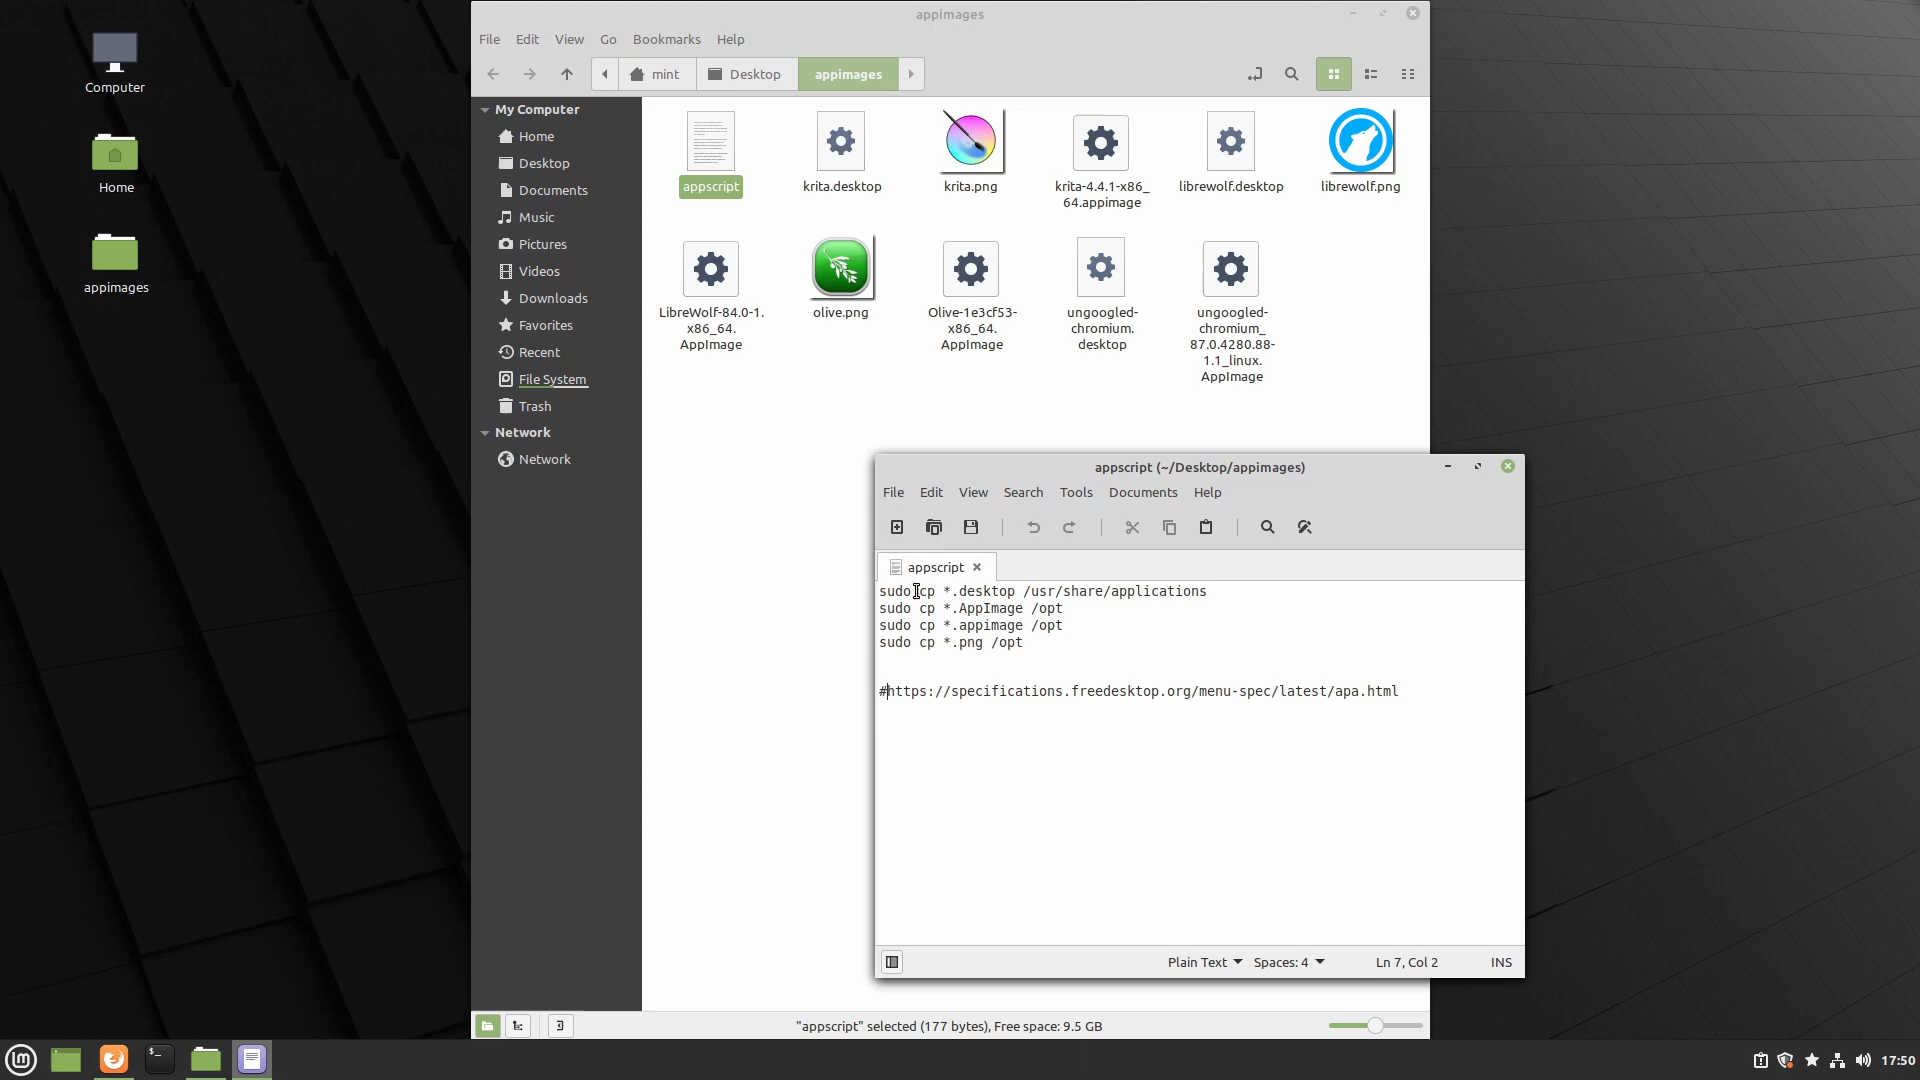 Computer
Home
appimages
appimages
File Edit View Go Bookmarks Help
mint Desktop appimages
My Computer
Home
Desktop
Documents
Music
Pictures
Videos
Downloads
Favorites
Recent
File System
Trash
Network
Network
appscript
krita.desktop
krita.png
krita-4.4.1-x86_
64.appimage
librewolf.desktop
librewolf.png
LibreWolf-84.0-1.
x86_64.
AppImage
olive.png
Olive-1e3cf53-
x86_64.
AppImage
ungoogled-
chromium.
desktop
ungoogled-
chromium_
87.0.4280.88-
1.1_linux.
AppImage
appscript (~/Desktop/appimages)
File Edit View Search Tools Documents Help
appscript
sudo cp *.desktop /usr/share/applications
sudo cp *.AppImage /opt
sudo cp *.appimage /opt
sudo cp *.png /opt
#https://specifications.freedesktop.org/menu-spec/latest/apa.html
Plain Text Spaces: 4 Ln 7, Col 2 INS
"appscript" selected (177 bytes), Free space: 9.5 GB
17:50